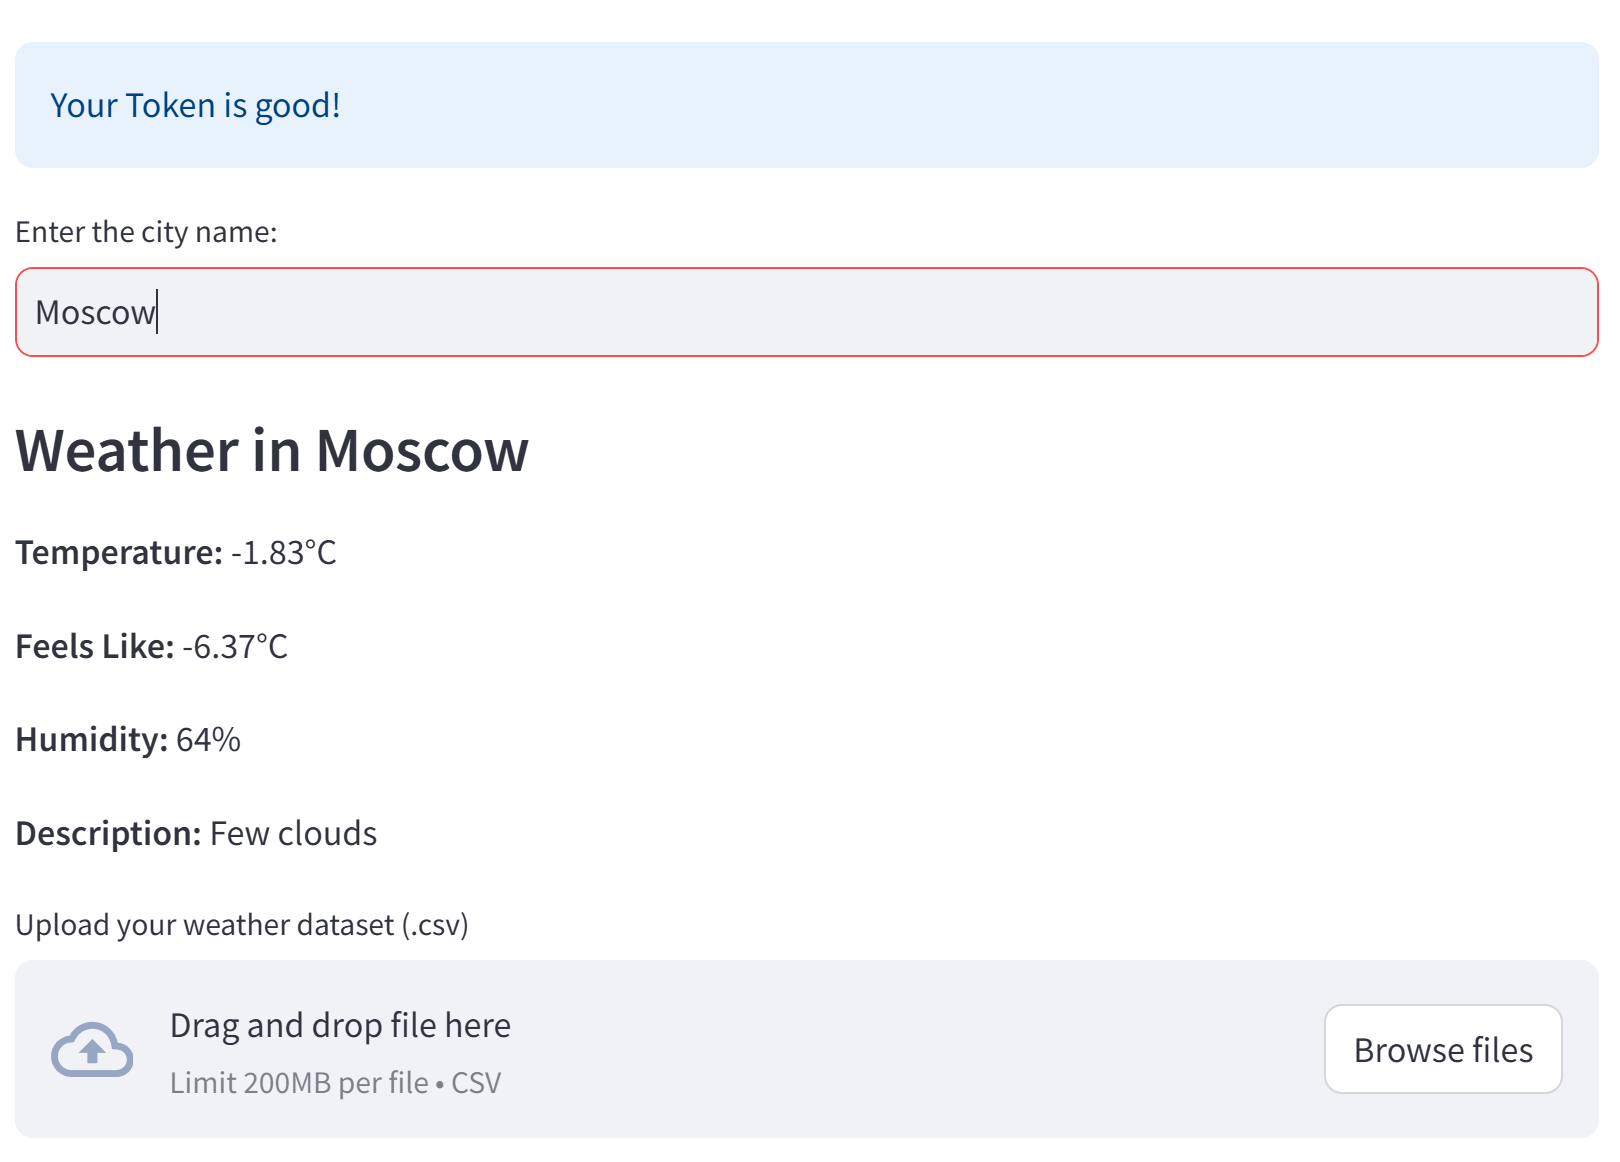 Your Token is good!
Enter the city name:
Moscow
Weather in Moscow
Temperature: -1.83°C
Feels Like: -6.37°C
Humidity: 64%
Description: Few clouds
Upload your weather dataset (.csv)
Drag and drop file here
Limit 200MB per file • CSV
Browse files